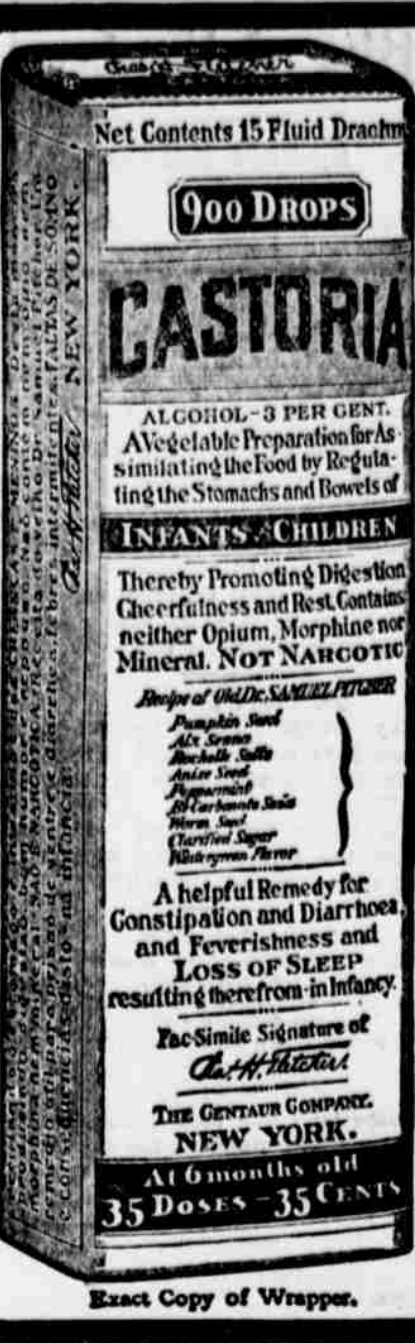 Net Contents 15 Fluid Drachm
900 DROPS
CASTORIA
ALCOHOL-3 PER CENT.
A Vegetable Preparation for As-
similating the Food by Regula-
ting the Stomachs and Bowels of
INFANTS & CHILDREN
Thereby Promoting Digestion
Cheerfulness and Rest. Contains
neither Opium, Morphine nor
Mineral. NOT NARCOTIC
Recipe of Old Dr. SAMUEL PITCHER
Pumpkin Seed
Alx Senna
Rochelle Salts
Anise Seed
Peppermint
Bi Carbonate Soda
Worm Seed
Clarified Sugar
Wintergreen Flavor
A helpful Remedy for
Constipation and Diarrhoea,
and Feverishness and
LOSS OF SLEEP
resulting therefrom-in Infancy.
Fac-Simile Signature of
Chas. H. Fletcher.
THE CENTAUR COMPANY.
NEW YORK.
At 6 months old
35 DOSES - 35 CENTS
Chas. H. Fletcher NEW YORK.
Exact Copy of Wrapper.